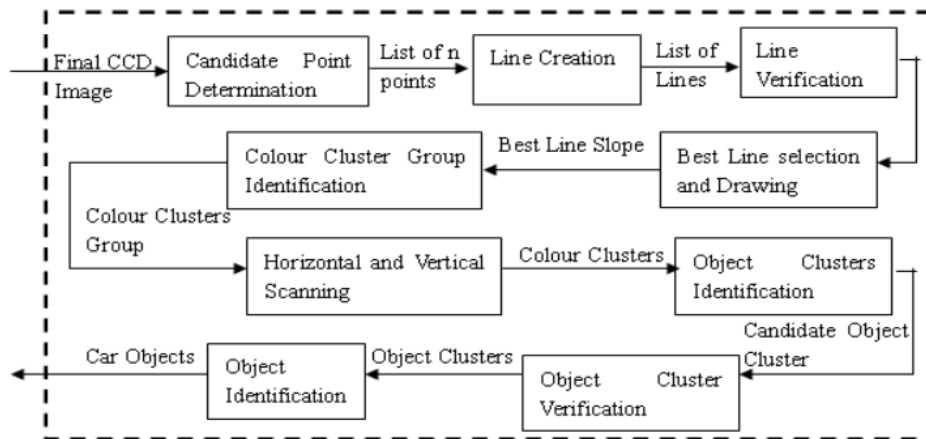 Final CCD
Image
Candidate Point
Determination
List of n
points
Line Creation
List of
Lines
Line
Verification
Best Line selection
and Drawing
Best Line Slope
Colour Cluster Group
Identification
Colour Clusters
Group
Horizontal and Vertical
Scanning
Colour Clusters
Object Clusters
Identification
Candidate Object
Cluster
Object Cluster
Verification
Object Clusters
Object
Identification
Car Objects